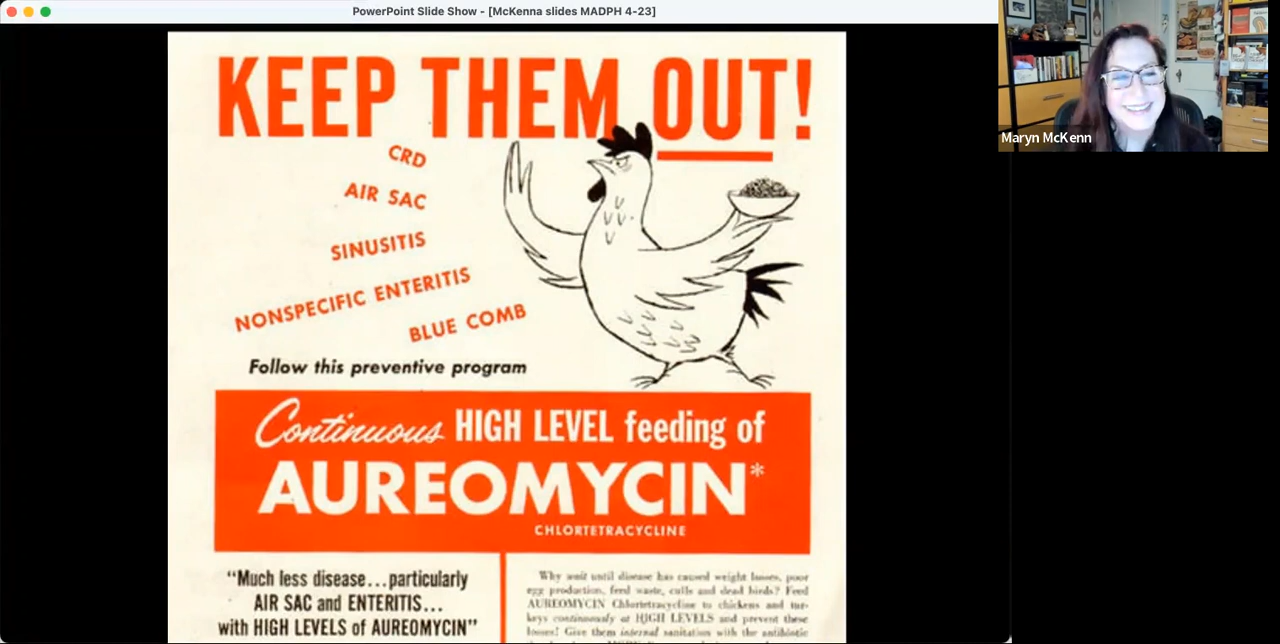 PowerPoint Slide Show - [McKenna slides MADPH 4-23]
Maryn McKenn
KEEP THEM OUT!
CRD
AIR SAC
SINUSITIS
NONSPECIFIC ENTERITIS
BLUE COMB
Follow this preventive program
Continuous HIGH LEVEL feeding of
AUREOMYCIN*
CHLORTETRACYCLINE
"Much less disease...particularly
AIR SAC and ENTERITIS...
with HIGH LEVELS of AUREOMYCIN"
Why wait until disease has caused weight losses, poor
egg production, feed waste, culls and dead birds? Feed
AUREOMYCIN Chlortetracycline to chickens and tur-
keys continuously at HIGH LEVELS and prevent these
losses! Give them internal sanitation with the antibiotic